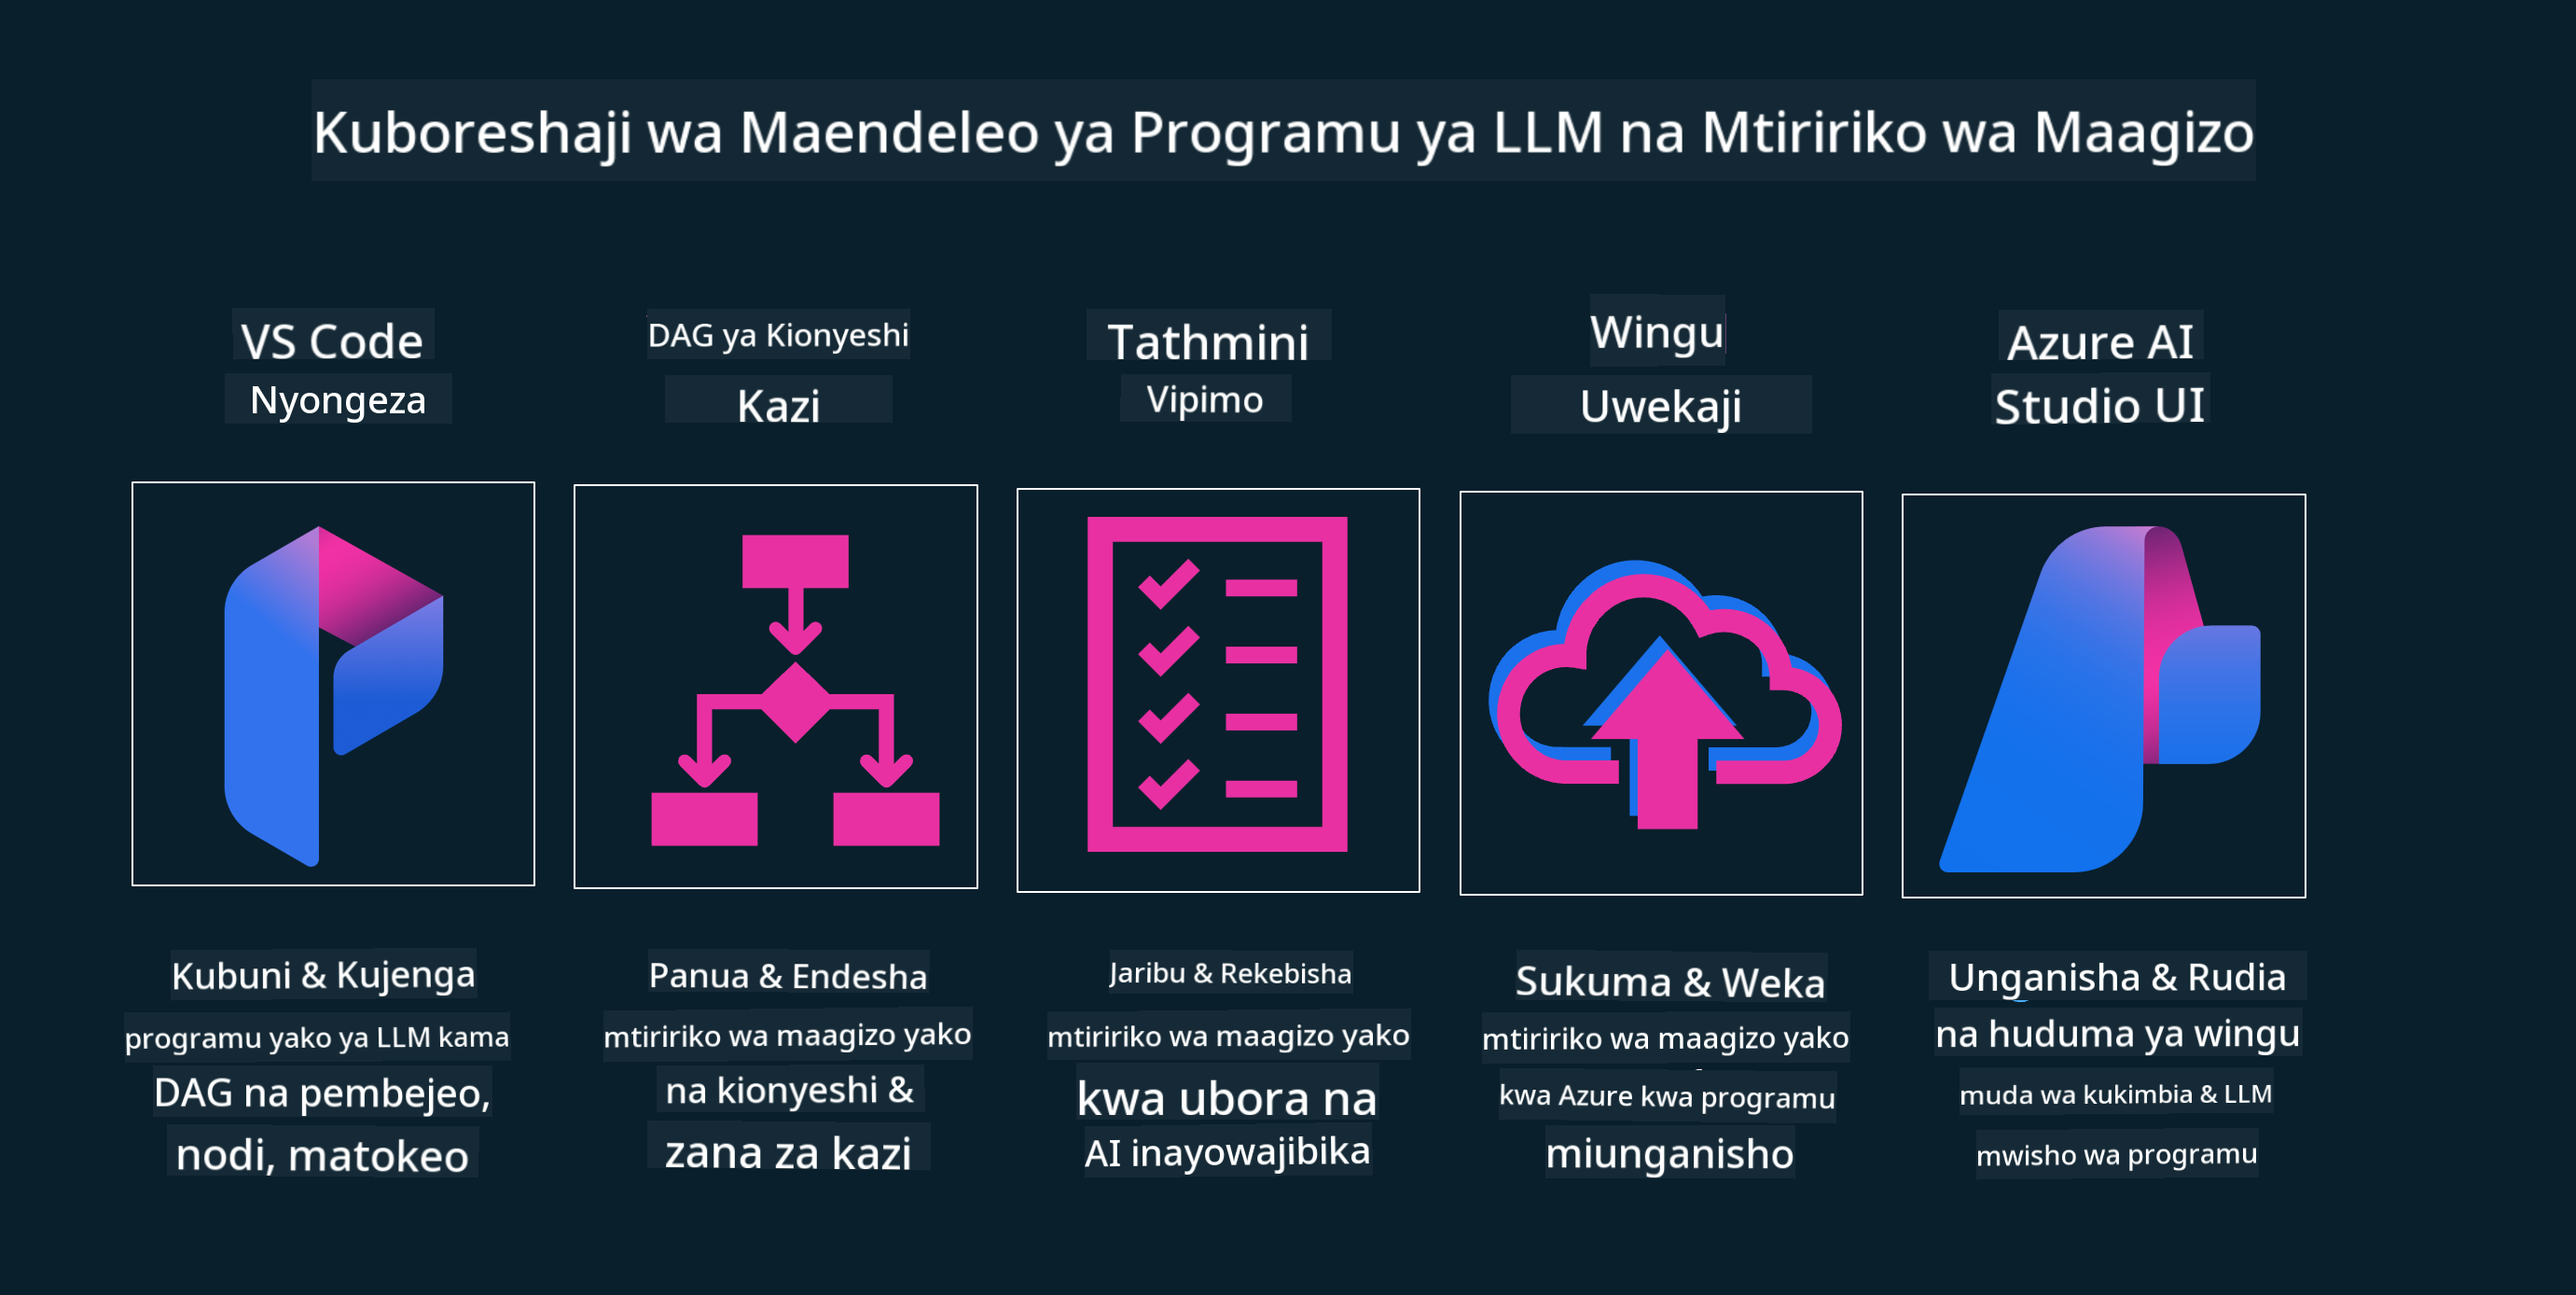 Kuboreshaji wa Maendeleo ya Programu ya LLM na Mtiririko wa Maagizo
VS Code
Nyongeza
DAG ya Kionyeshi
Kazi
Tathmini
Vipimo
Wingu
Uwekaji
Azure AI
Studio UI
Kubuni & Kujenga
programu yako ya LLM kama
DAG na pembejeo,
nodi, matokeo
Panua & Endesha
mtiririko wa maagizo yako
na kionyeshi &
zana za kazi
Jaribu & Rekebisha
mtiririko wa maagizo yako
kwa ubora na
AI inayowajibika
Sukuma & Weka
mtiririko wa maagizo yako
kwa Azure kwa programu
miunganisho
Unganisha & Rudia
na huduma ya wingu
muda wa kukimbia & LLM
mwisho wa programu